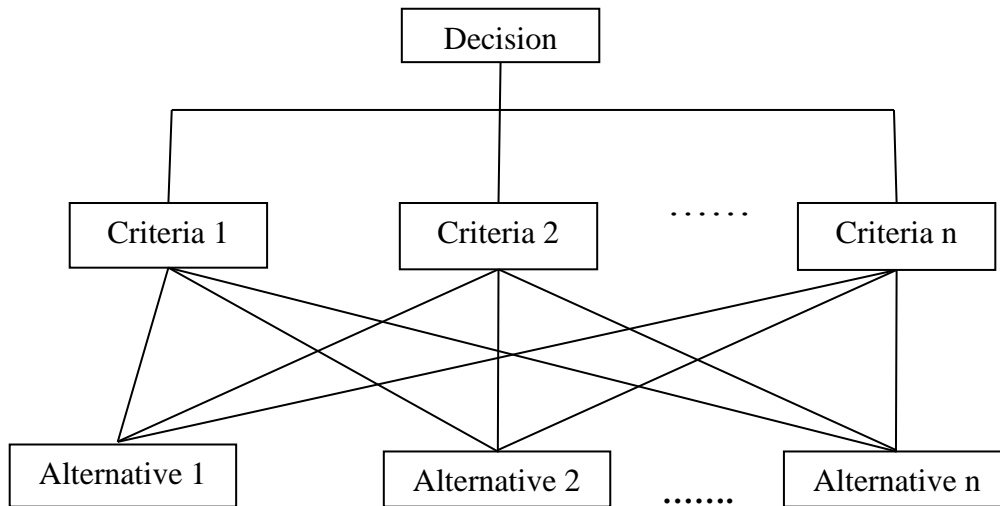 Decision
Criteria 1
Criteria 2
......
Criteria n
Alternative 1
Alternative 2
.......
Alternative n